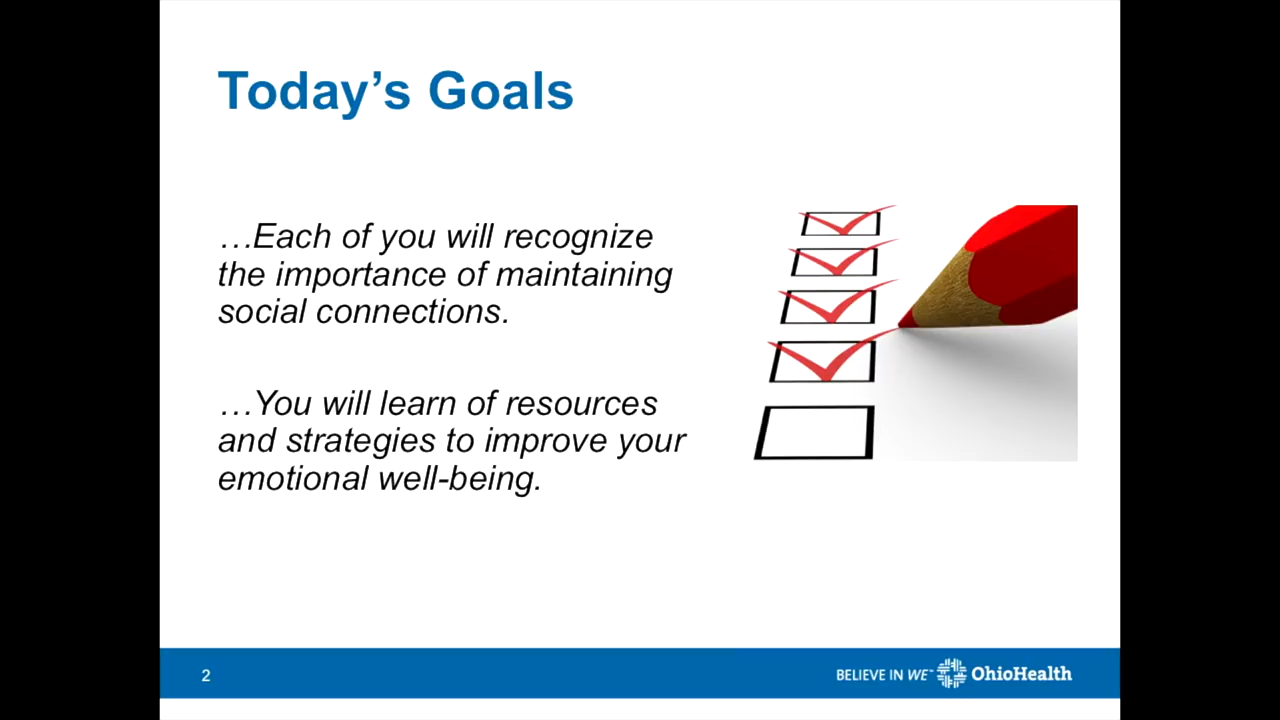 Today’s Goals
…Each of you will recognize
the importance of maintaining
social connections.
…You will learn of resources
and strategies to improve your
emotional well-being.
2
BELIEVE IN WE™ OhioHealth